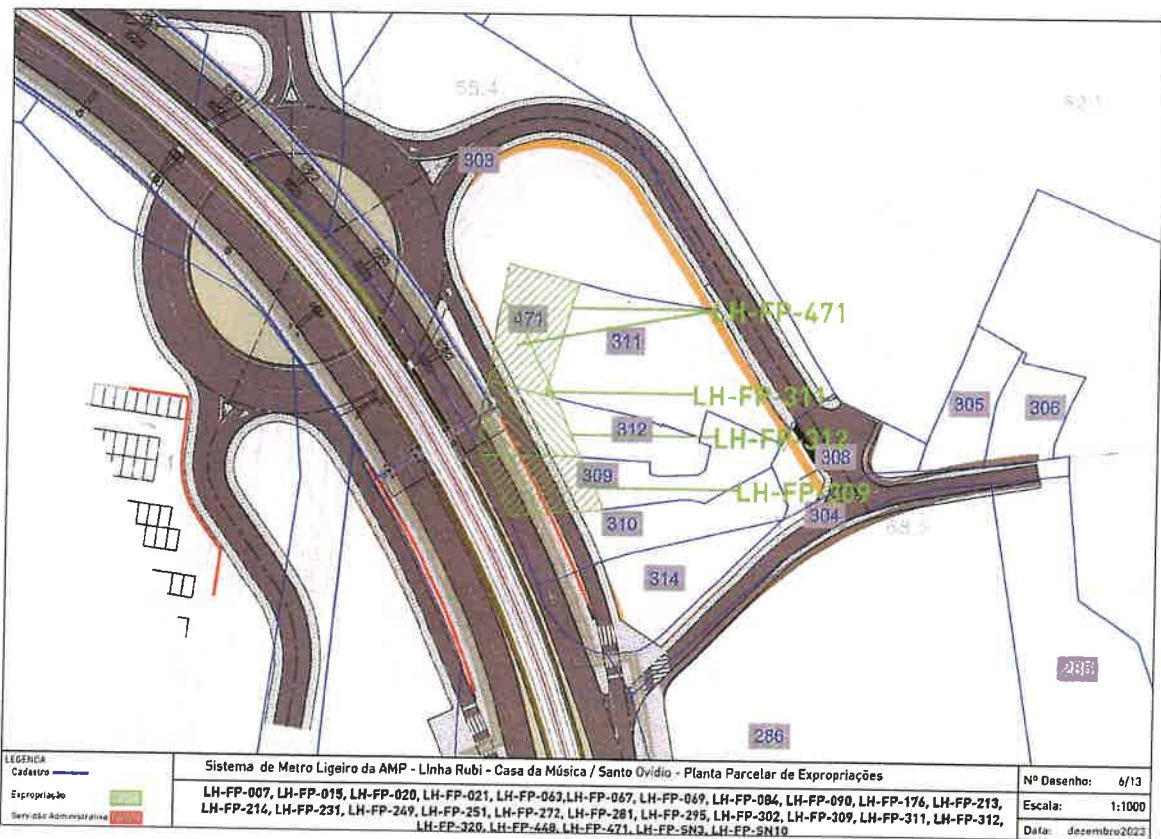 55.4
62.1
303
471
LH-FP-471
311
LH-FP-311
305
306
312
LH-FP-312
308
309
LH-FP-309
304
310
68.5
314
285
286
LEGENDA
Cadastro
Expropriação
Servidão Administrativa
Sistema de Metro Ligeiro da AMP - Linha Rubi - Casa da Música / Santo Ovídio - Planta Parcelar de Expropriações
LH-FP-007, LH-FP-015, LH-FP-020, LH-FP-021, LH-FP-063,LH-FP-067, LH-FP-069, LH-FP-084, LH-FP-090, LH-FP-176, LH-FP-213,
LH-FP-214, LH-FP-231, LH-FP-249, LH-FP-251, LH-FP-272, LH-FP-281, LH-FP-295, LH-FP-302, LH-FP-309, LH-FP-311, LH-FP-312,
LH-FP-320, LH-FP-448, LH-FP-471, LH-FP-SN3, LH-FP-SN10
Nº Desenho: 6/13
Escala: 1:1000
Data: dezembro2023